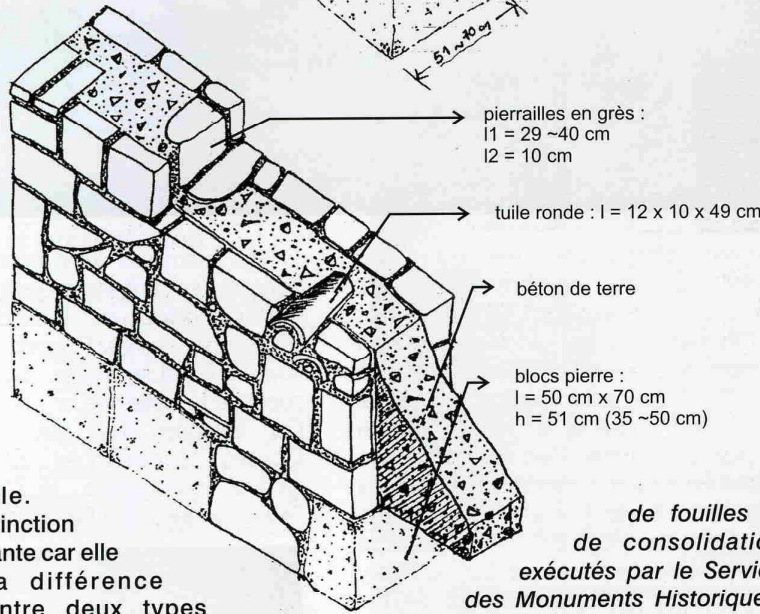 51 ~ 70 cm
pierrailles en grès :
l1 = 29 ~40 cm
l2 = 10 cm
tuile ronde : l = 12 x 10 x 49 cm
béton de terre
blocs pierre :
l = 50 cm x 70 cm
h = 51 cm (35 ~50 cm)
le.
inction
ante car elle
a différence
ntre deux types
de fouilles
de consolidatio
exécutés par le Servic
des Monuments Historique